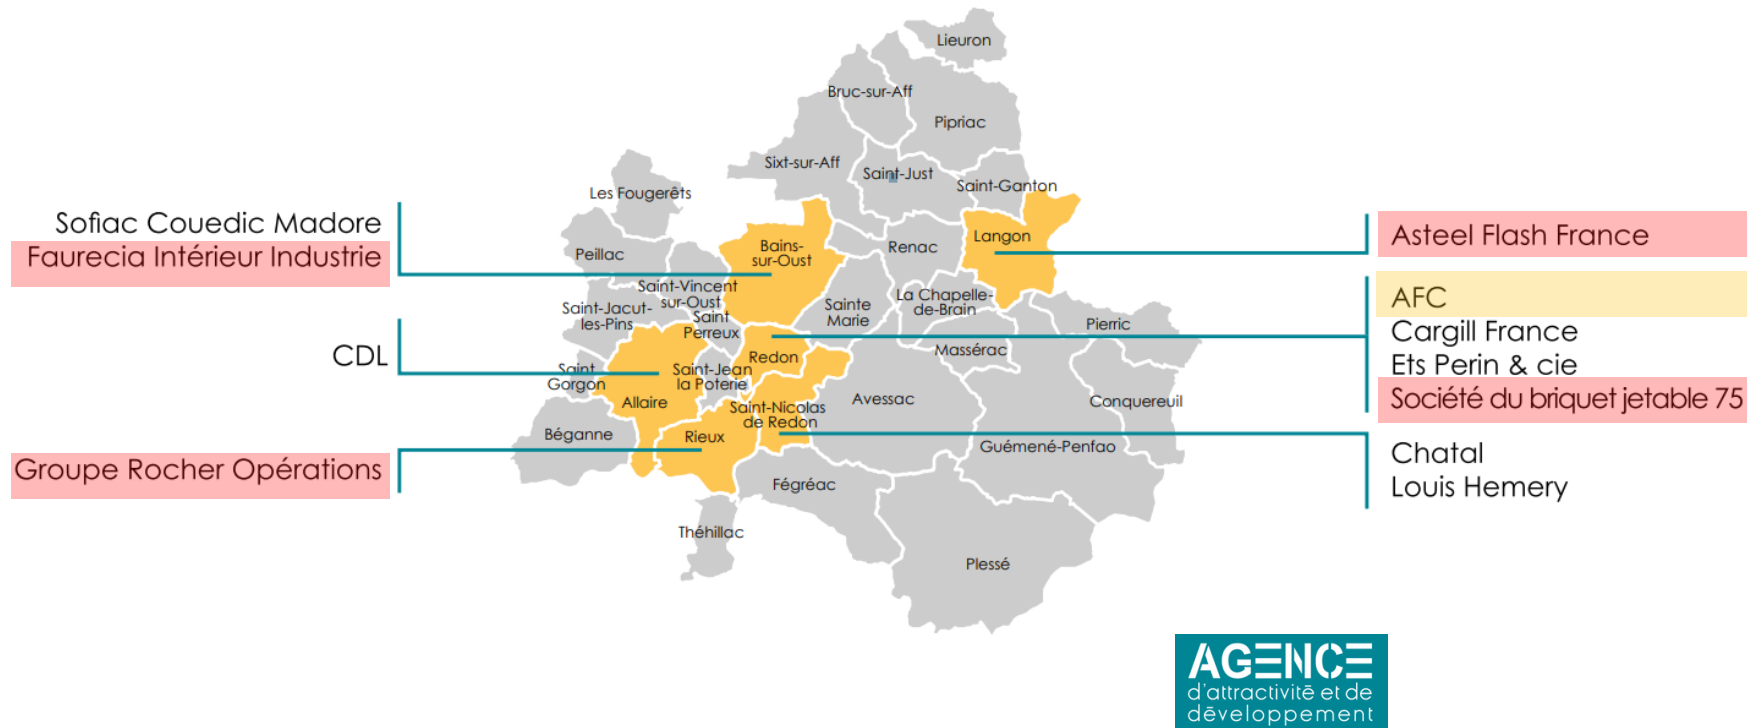 Lieuron
Bruc-sur-Aff
Pipriac
Sixt-sur-Aff
Saint-Just
Saint-Ganton
Les Fougerêts
Sofiac Couedic Madore
Faurecia Intérieur Industrie
Asteel Flash France
Langon
Bains-
sur-Oust
Renac
Peillac
Saint-Vincent
sur-Oust
La Chapelle-
de-Brain
Sainte
Marie
Saint-Jacut-
les-Pins
Saint
Perreux
Pierric
AFC
Cargill France
Ets Perin & cie
Société du briquet jetable 75
CDL
Redon
Massérac
Saint
Gorgon
Saint-Jean
la Poterie
Allaire
Avessac
Conquereuil
Saint-Nicolas
de Redon
Béganne
Rieux
Guémené-Penfao
Chatal
Louis Hemery
Groupe Rocher Opérations
Fégréac
Théhillac
Plessé
AGENCE
d'attractivitē et de
dēveloppement